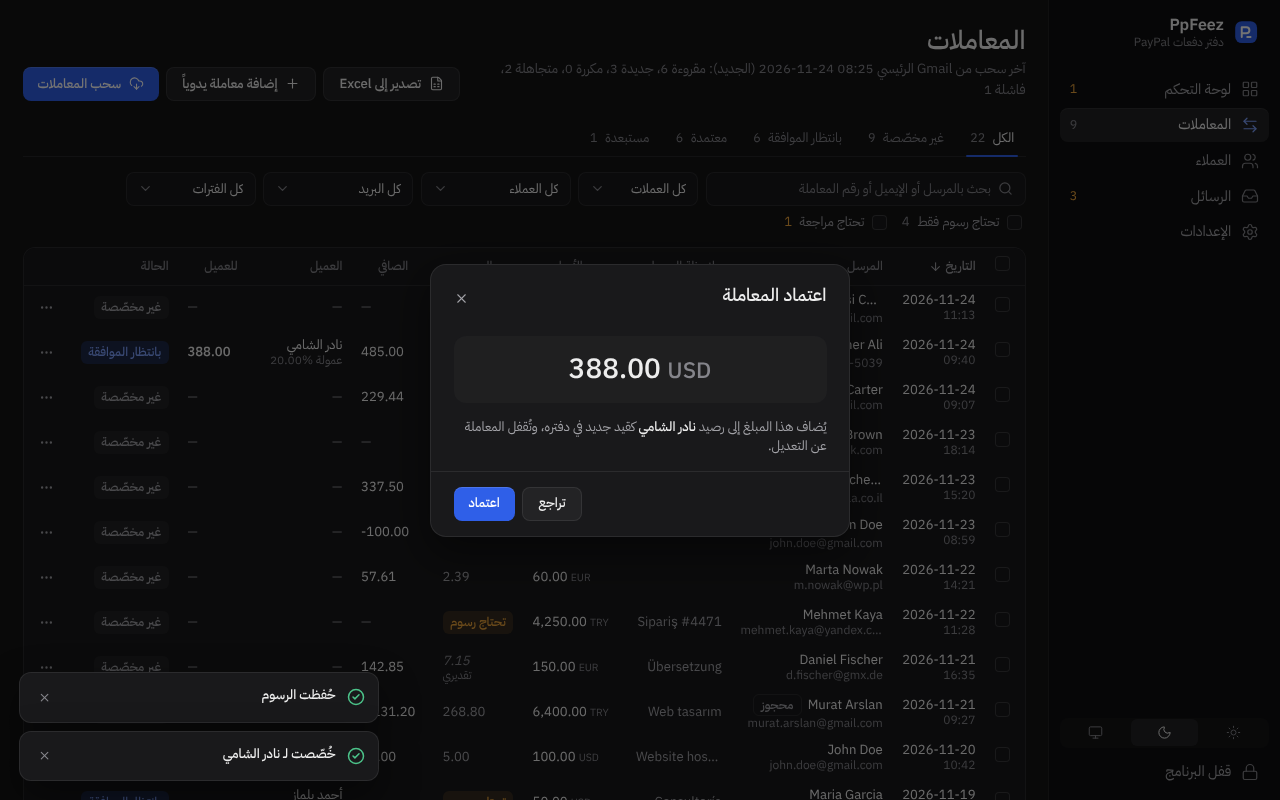 PpFeez
دفتر دفعات PayPal
لوحة التحكم 1
المعاملات 9
العملاء
الرسائل 3
الإعدادات
قفل البرنامج
المعاملات
آخر سحب من Gmail الرئيسي 08:25 24-11-2026 (الجديد): مقروءة 6، جديدة 3، مكررة 0، متجاهلة 2،
فاشلة 1
تصدير إلى Excel
إضافة معاملة يدوياً
سحب المعاملات
الكل 22 غير مخصّصة 9 بانتظار الموافقة 6 معتمدة 6 مستبعدة 1
بحث بالمرسل أو الإيميل أو رقم المعاملة
كل العملات
كل العملاء
كل البريد
كل الفترات
تحتاج رسوم فقط 4 تحتاج مراجعة 1
التاريخ المرسل الصافي العميل للعميل الحالة
2026-11-24 — — — غير مخصّصة
11:13
2026-11-24 485.00 نادر الشامي 388.00 بانتظار الموافقة
09:40 عمولة 20.00%
2026-11-24 Carter 229.44 — — غير مخصّصة
09:07
2026-11-23 Brown — — — غير مخصّصة
18:14
2026-11-23 337.50 — — غير مخصّصة
15:20
2026-11-23 Doe -100.00 — — غير مخصّصة
08:59 john.doe@gmail.com
2026-11-22 Marta Nowak 60.00 EUR 2.39 57.61 — — غير مخصّصة
14:21 m.nowak@wp.pl
2026-11-22 Mehmet Kaya Sipariş #4471 4,250.00 TRY تحتاج رسوم — — — غير مخصّصة
11:28 mehmet.kaya@yandex.c...
2026-11-21 Daniel Fischer Übersetzung 150.00 EUR 7.15 142.85 — — غير مخصّصة
16:35 d.fischer@gmx.de تقديري
2026-11-21 Murat Arslan محجوز Web tasarım 6,400.00 TRY 268.80
09:27 murat.arslan@gmail.com
2026-11-20 John Doe Website hos... 100.00 USD 5.00
10:42 john.doe@gmail.com
2026-11-19 Maria Garcia أحمد يلماز
اعتماد المعاملة
388.00 USD
يُضاف هذا المبلغ إلى رصيد نادر الشامي كقيد جديد في دفتره، وتُقفل المعاملة
عن التعديل.
تراجع
اعتماد
حُفظت الرسوم
خُصّصت لـ نادر الشامي